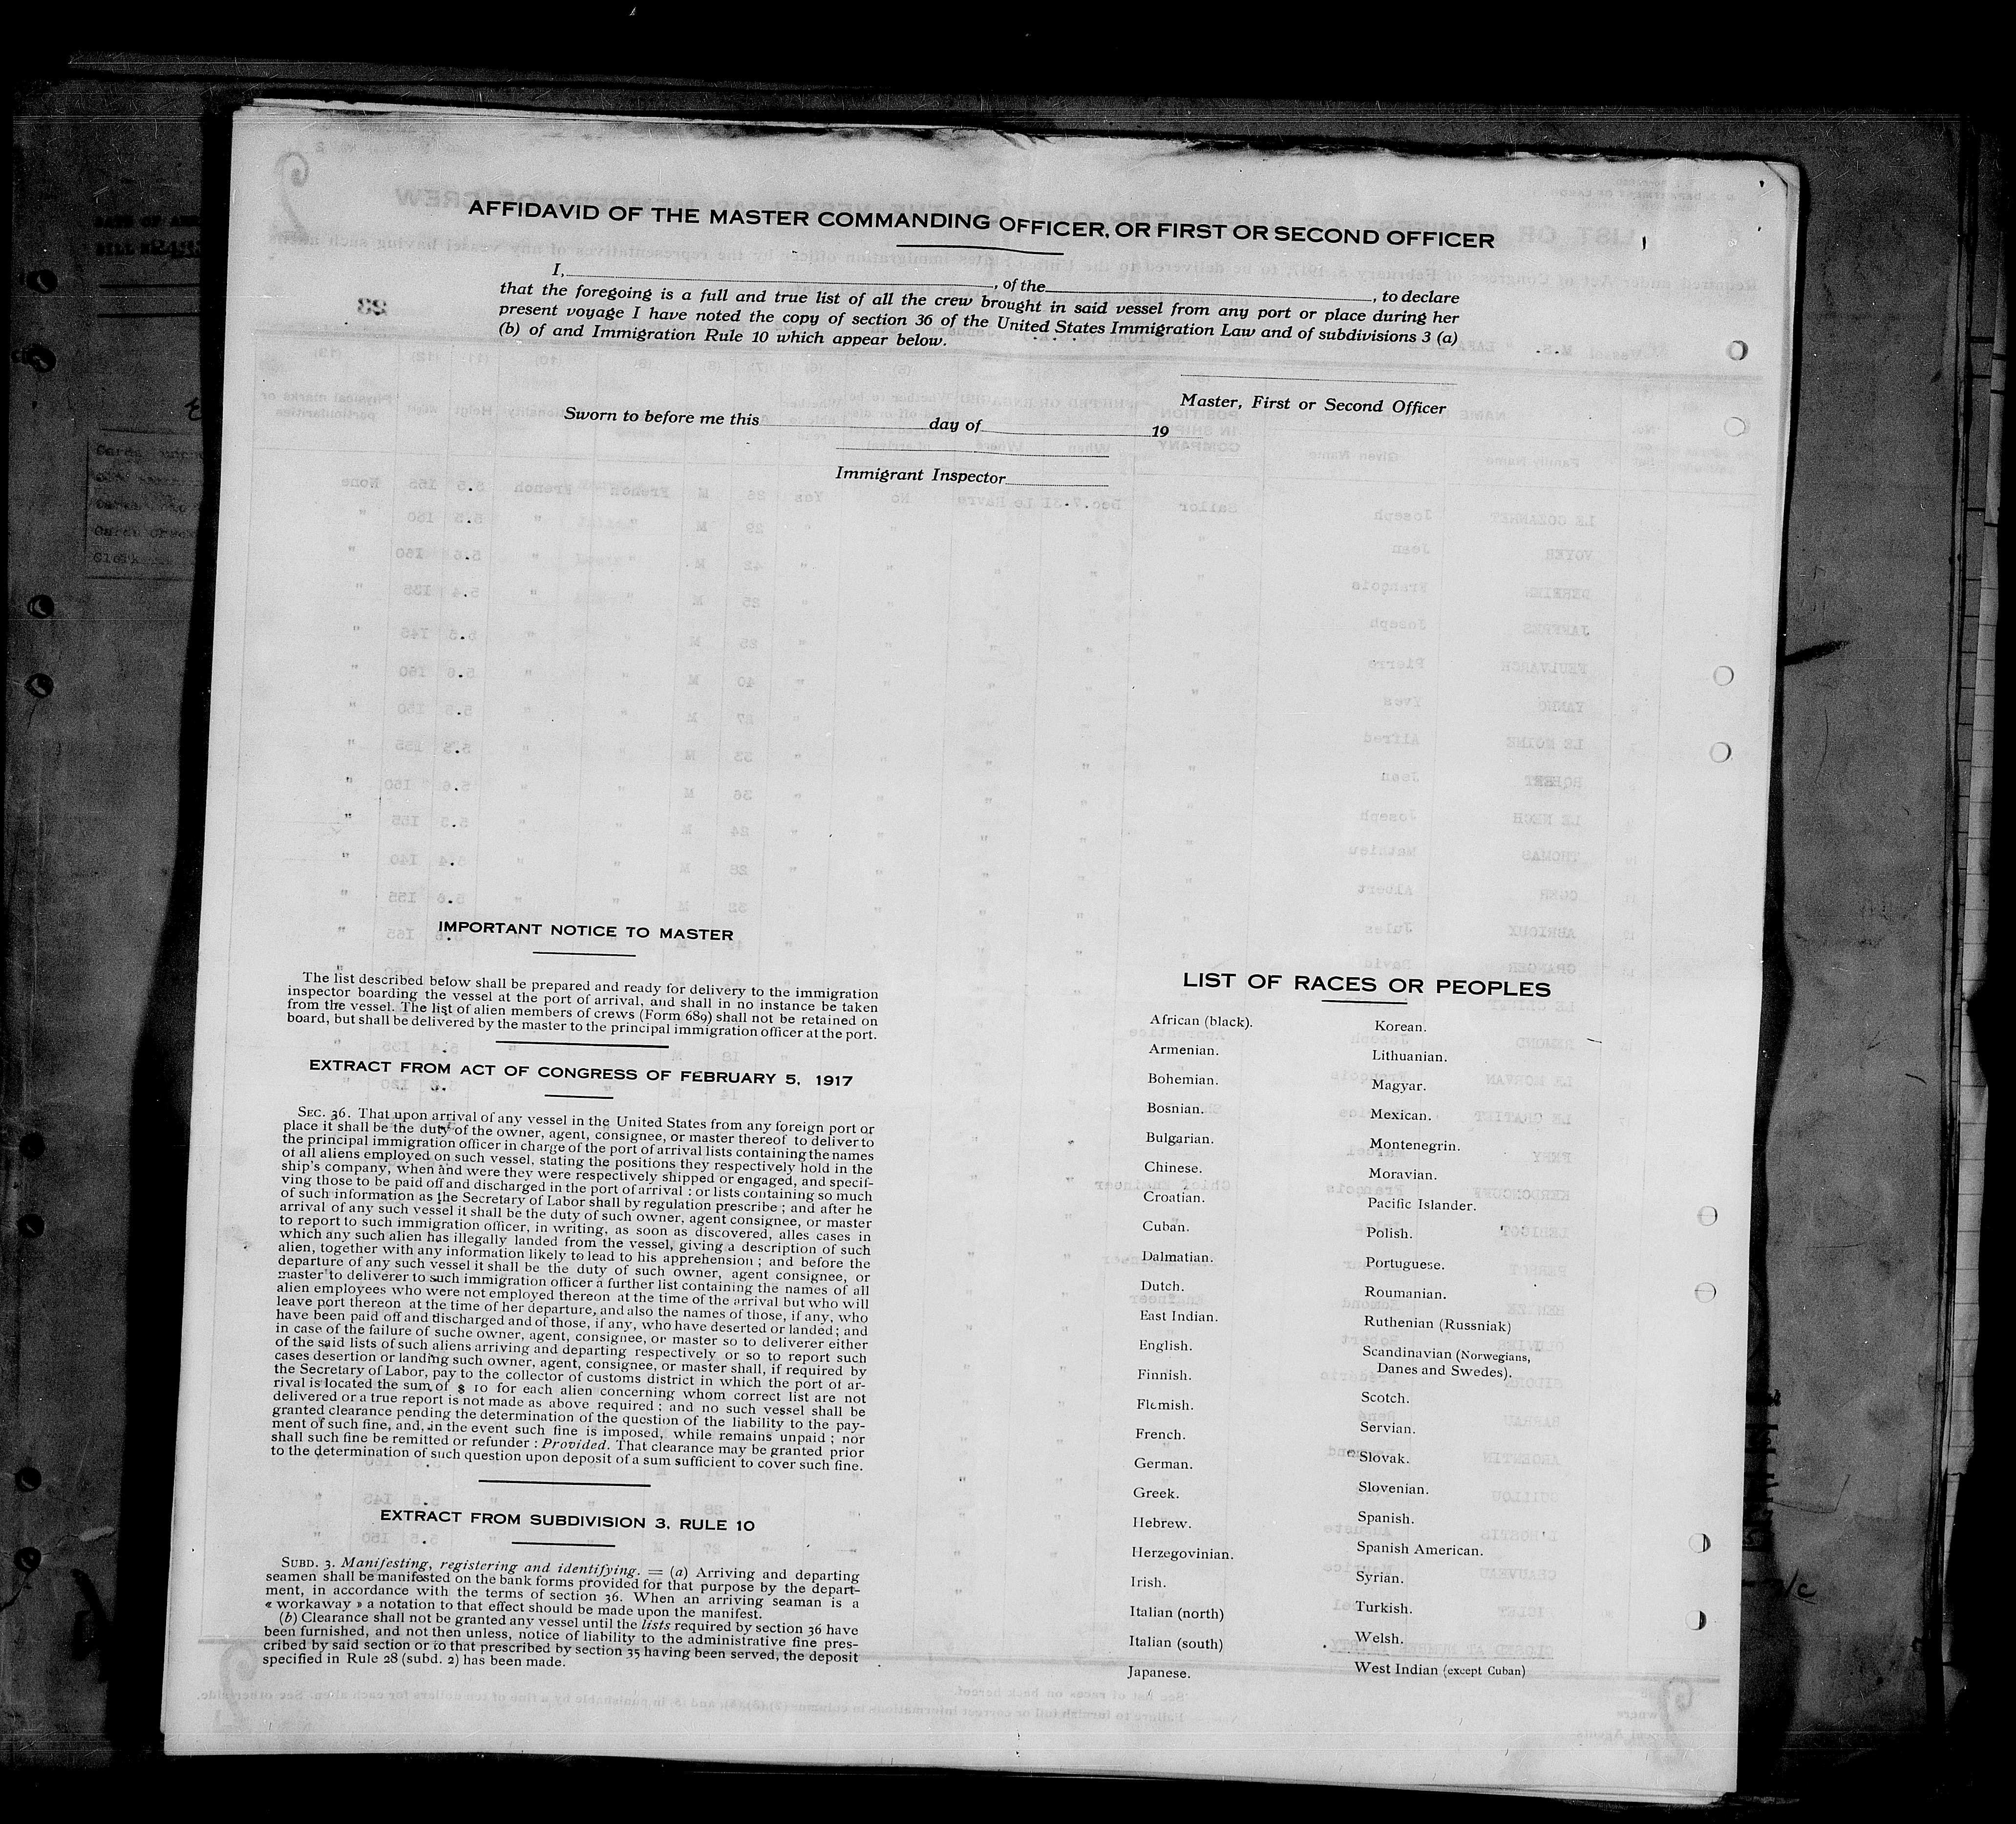 AFFIDAVID OF THE MASTER COMMANDING OFFICER, OR FIRST OR SECOND OFFICER
I, , of the , to declare
that the foregoing is a full and true list of all the crew brought in said vessel from any port or place during her
present voyage I have noted the copy of section 36 of the United States Immigration Law and of subdivisions 3 (a)
(b) of and Immigration Rule 10 which appear below.
Master, First or Second Officer
Sworn to before me this day of 19
Immigrant Inspector
IMPORTANT NOTICE TO MASTER
The list described below shall be prepared and ready for delivery to the immigration
inspector boarding the vessel at the port of arrival, and shall in no instance be taken
from the vessel. The list of alien members of crews (Form 689) shall not be retained on
board, but shall be delivered by the master to the principal immigration officer at the port.
EXTRACT FROM ACT OF CONGRESS OF FEBRUARY 5, 1917
SEC. 36. That upon arrival of any vessel in the United States from any foreign port or
place it shall be the duty of the owner, agent, consignee, or master thereof to deliver to
the principal immigration officer in charge of the port of arrival lists containing the names
of all aliens employed on such vessel, stating the positions they respectively hold in the
ship's company, when and were they were respectively shipped or engaged, and specif-
ving those to be paid off and discharged in the port of arrival : or lists containing so much
of such information as the Secretary of Labor shall by regulation prescribe ; and after he
arrival of any such vessel it shall be the duty of such owner, agent consignee, or master
to report to such immigration officer, in writing, as soon as discovered, alles cases in
which any such alien has illegally landed from the vessel, giving a description of such
alien, together with any information likely to lead to his apprehension ; and before the
departure of any such vessel it shall be the duty of such owner, agent consignee, or
master to deliverer to such immigration officer a further list containing the names of all
alien employees who were not employed thereon at the time of the arrival but who will
leave port thereon at the time of her departure, and also the names of those, if any, who
have been paid off and discharged and of those, if any, who have deserted or landed ; and
in case of the failure of suche owner, agent, consignee, or master so to deliverer either
of the said lists of such aliens arriving and departing respectively or so to report such
cases desertion or landing such owner, agent, consignee, or master shall, if required by
the Secretary of Labor, pay to the collector of customs district in which the port of ar-
rival is located the sum of $ 10 for each alien concerning whom correct list are not
delivered or a true report is not made as above required ; and no such vessel shall be
granted clearance pending the determination of the question of the liability to the pay-
ment of such fine, and, in the event such fine is imposed, while remains unpaid ; nor
shall such fine be remitted or refunder : Provided. That clearance may be granted prior
to the determination of such question upon deposit of a sum sufficient to cover such fine.
EXTRACT FROM SUBDIVISION 3, RULE 10
SUBD. 3. Manifesting, registering and identifying. = (a) Arriving and departing
seamen shall be manifested on the bank forms provided for that purpose by the depart-
ment, in accordance with the terms of section 36. When an arriving seaman is a
« workaway » a notation to that effect should be made upon the manifest.
(b) Clearance shall not be granted any vessel until the lists required by section 36 have
been furnished, and not then unless, notice of liability to the administrative fine pres-
cribed by said section or to that prescribed by section 35 having been served, the deposit
specified in Rule 28 (subd. 2) has been made.
LIST OF RACES OR PEOPLES
African (black).
Armenian.
Bohemian.
Bosnian.
Bulgarian.
Chinese.
Croatian.
Cuban.
Dalmatian.
Dutch.
East Indian.
English.
Finnish.
Flemish.
French.
German.
Greek.
Hebrew.
Herzegovinian.
Irish.
Italian (north)
Italian (south)
Japanese.
Korean.
Lithuanian.
Magyar.
Mexican.
Montenegrin.
Moravian.
Pacific Islander.
Polish.
Portuguese.
Roumanian.
Ruthenian (Russniak)
Scandinavian (Norwegians,
Danes and Swedes).
Scotch.
Servian.
Slovak.
Slovenian.
Spanish.
Spanish American.
Syrian.
Turkish.
Welsh.
West Indian (except Cuban)